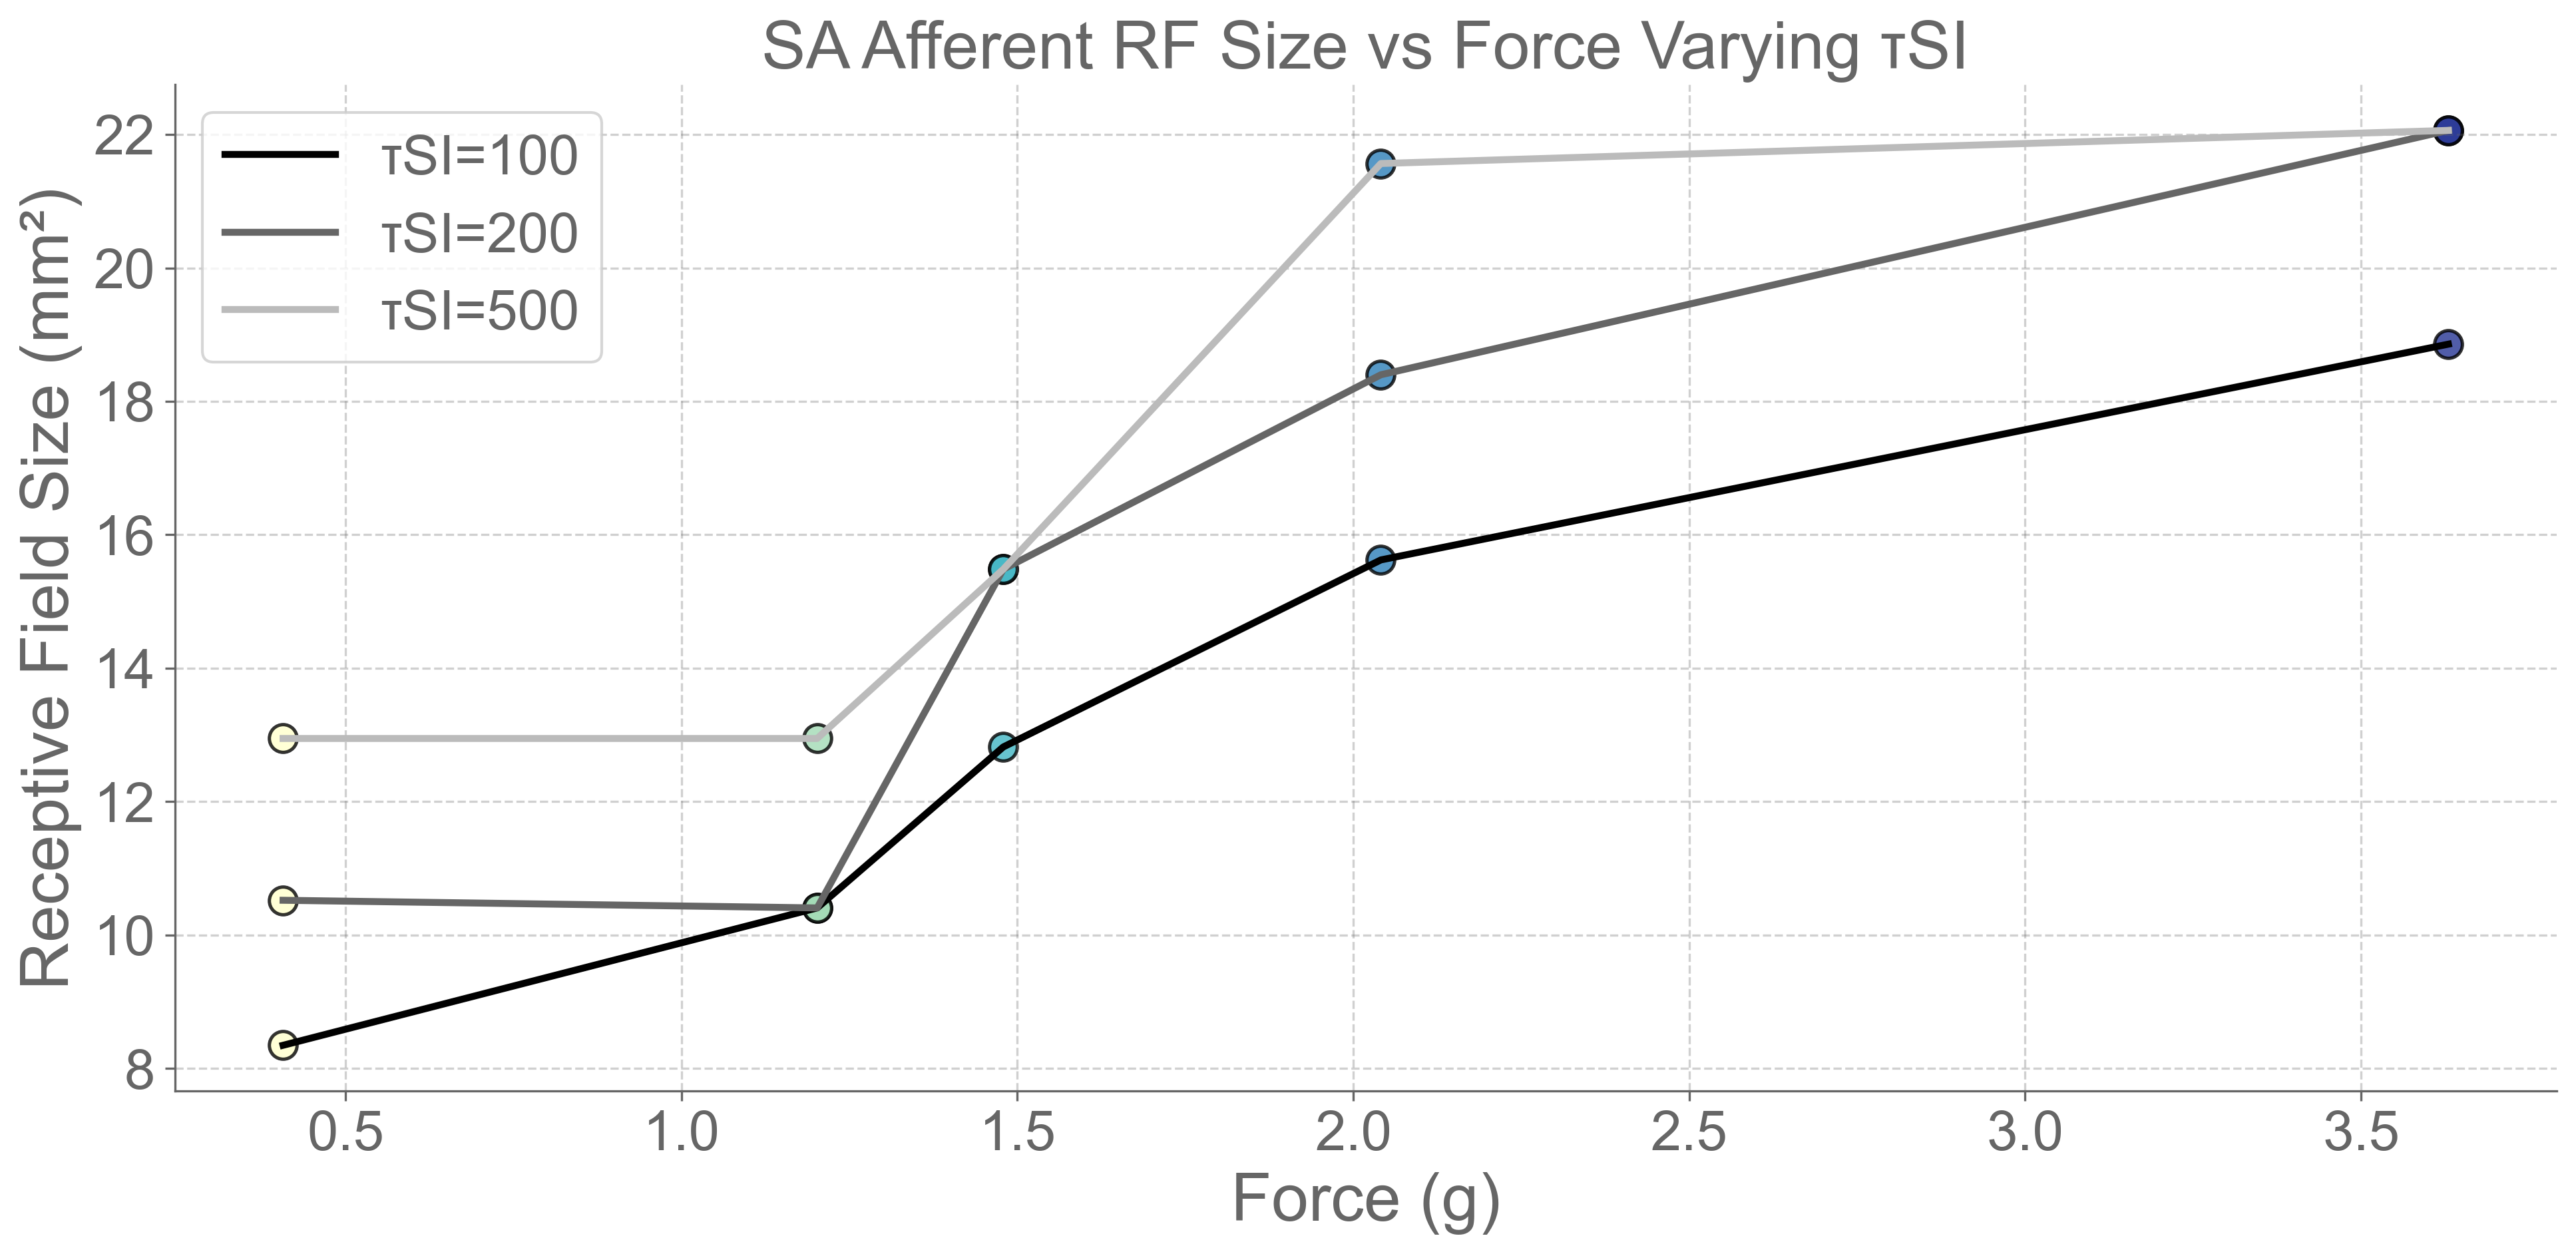 SA Afferent RF Size vs Force Varying τSI
Receptive Field Size (mm²)
22
20
18
16
14
12
10
8
τSI=100
τSI=200
τSI=500
0.5 1.0 1.5 2.0 2.5 3.0 3.5
Force (g)